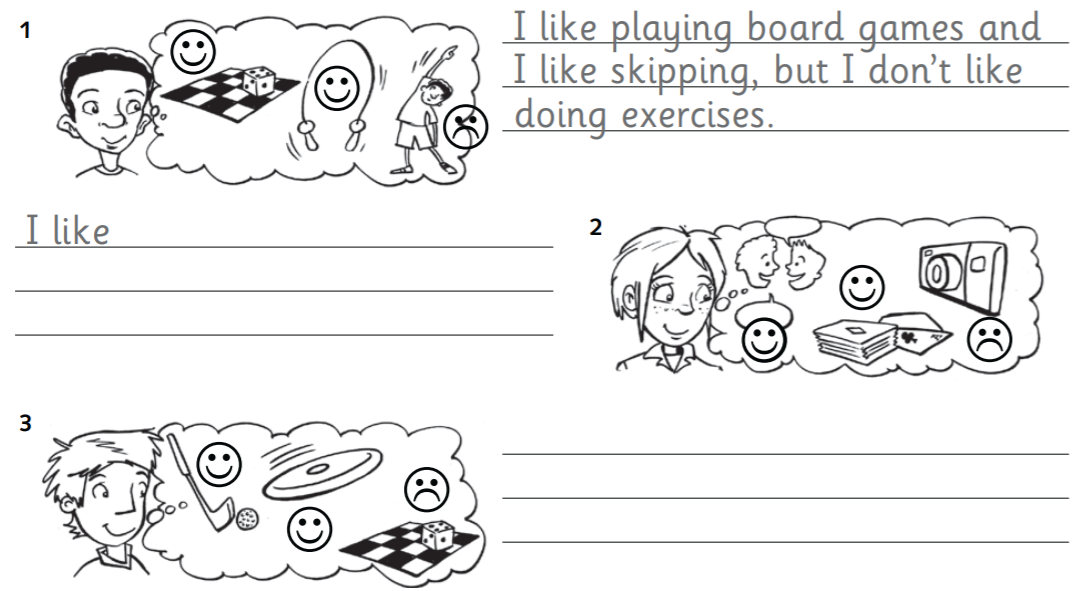 1
I like playing board games and
I like skipping, but I don't like
doing exercises.
I like
2
3